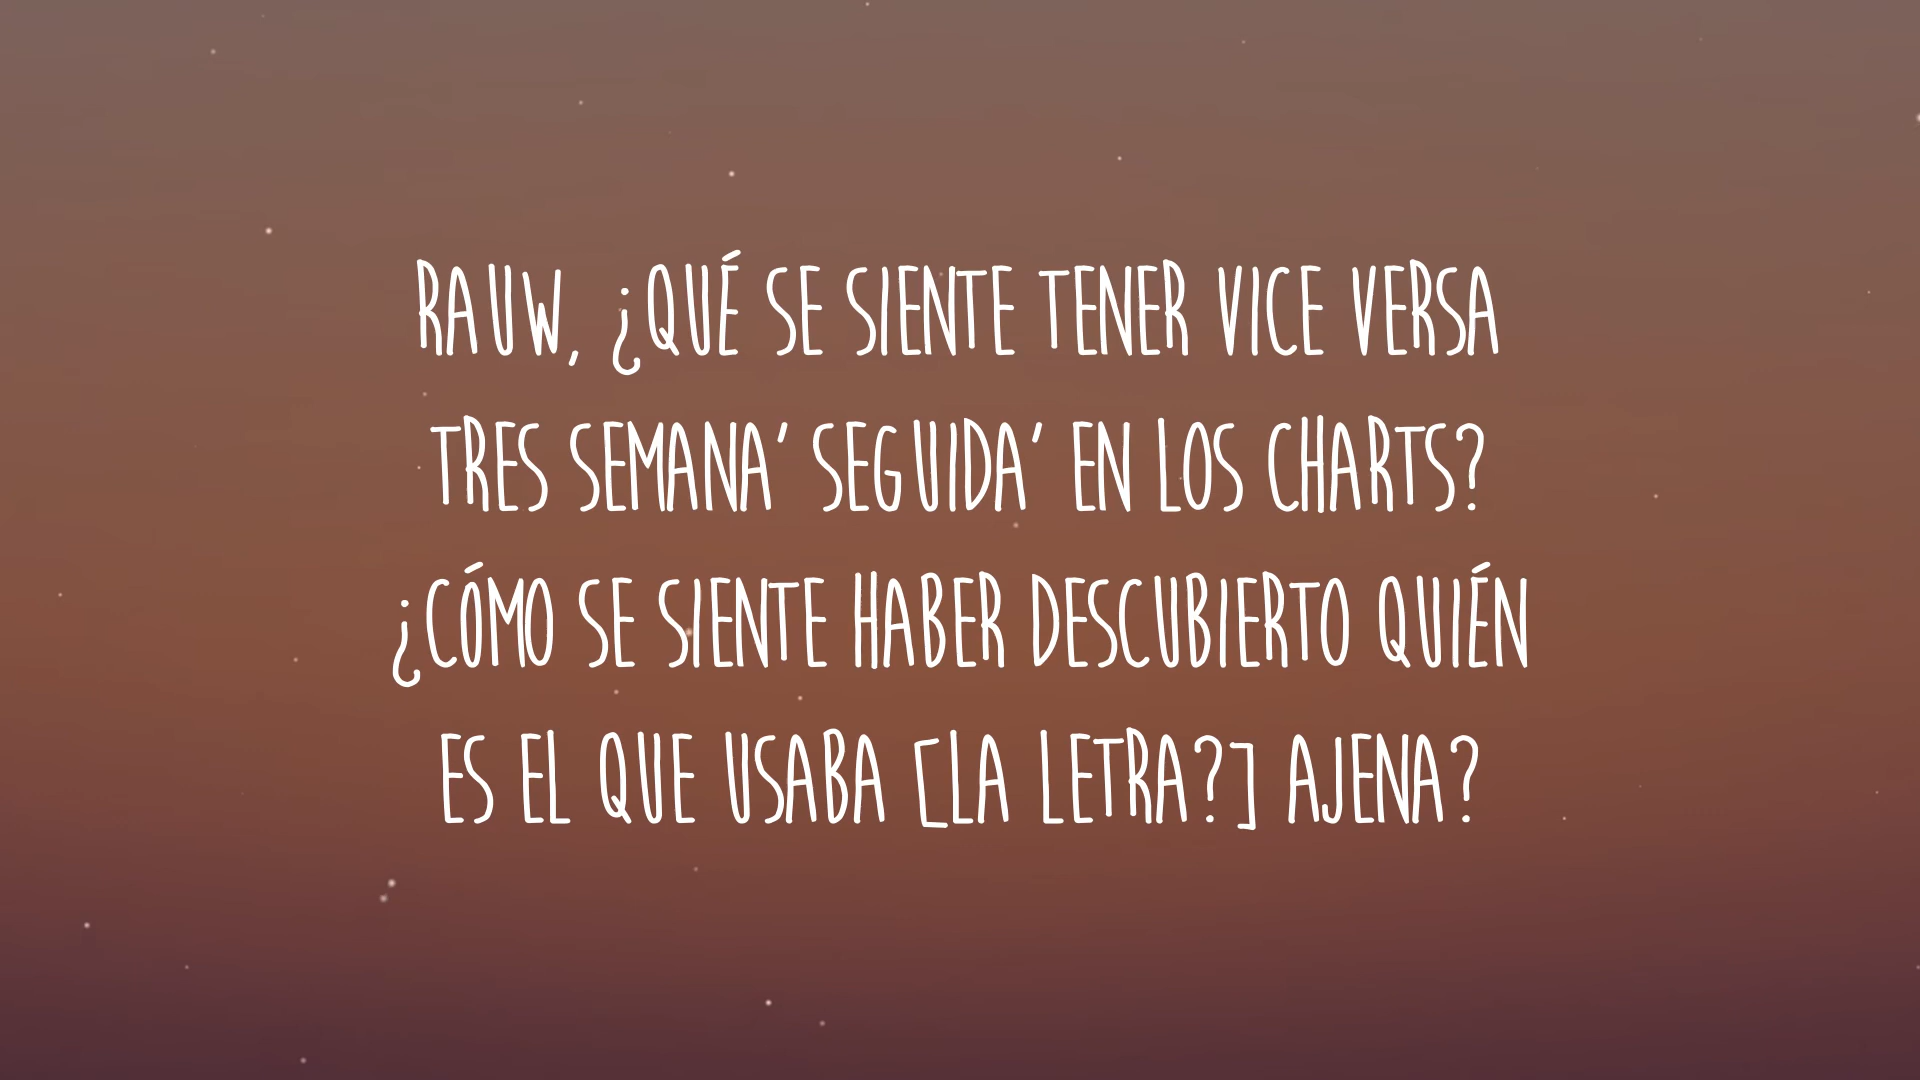 RAUW, ¿QUÉ SE SIENTE TENER VICE VERSA
TRES SEMANA' SEGUIDA' EN LOS CHARTS?
¿CÓMO SE SIENTE HABER DESCUBIERTO QUIÉN
ES EL QUE USABA [LA LETRA?] AJENA?